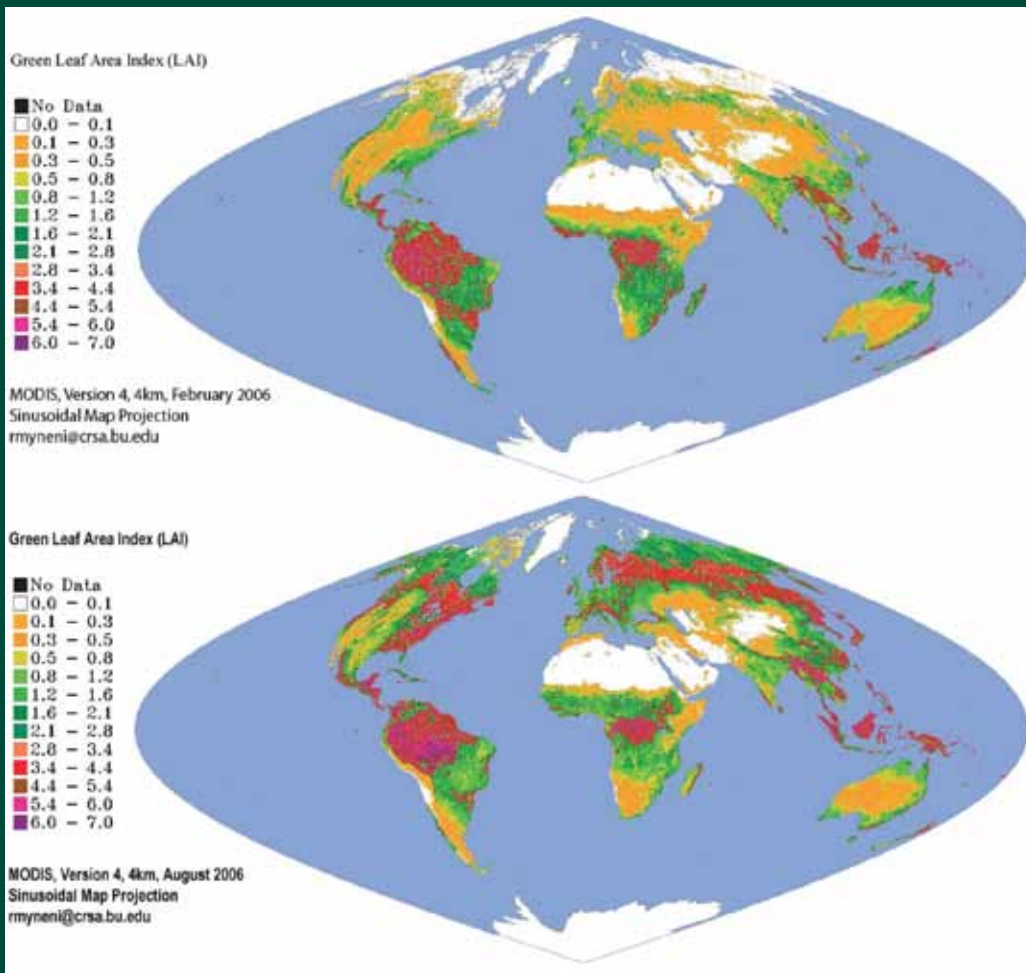 Green Leaf Area Index (LAI)
No Data
0.0 - 0.1
0.1 - 0.3
0.3 - 0.5
0.5 - 0.8
0.8 - 1.2
1.2 - 1.6
1.6 - 2.1
2.1 - 2.8
2.8 - 3.4
3.4 - 4.4
4.4 - 5.4
5.4 - 6.0
6.0 - 7.0
MODIS, Version 4, 4km, February 2006
Sinusoidal Map Projection
rmyneni@crsa.bu.edu
Green Leaf Area Index (LAI)
No Data
0.0 - 0.1
0.1 - 0.3
0.3 - 0.5
0.5 - 0.8
0.8 - 1.2
1.2 - 1.6
1.6 - 2.1
2.1 - 2.8
2.8 - 3.4
3.4 - 4.4
4.4 - 5.4
5.4 - 6.0
6.0 - 7.0
MODIS, Version 4, 4km, August 2006
Sinusoidal Map Projection
rmyneni@crsa.bu.edu